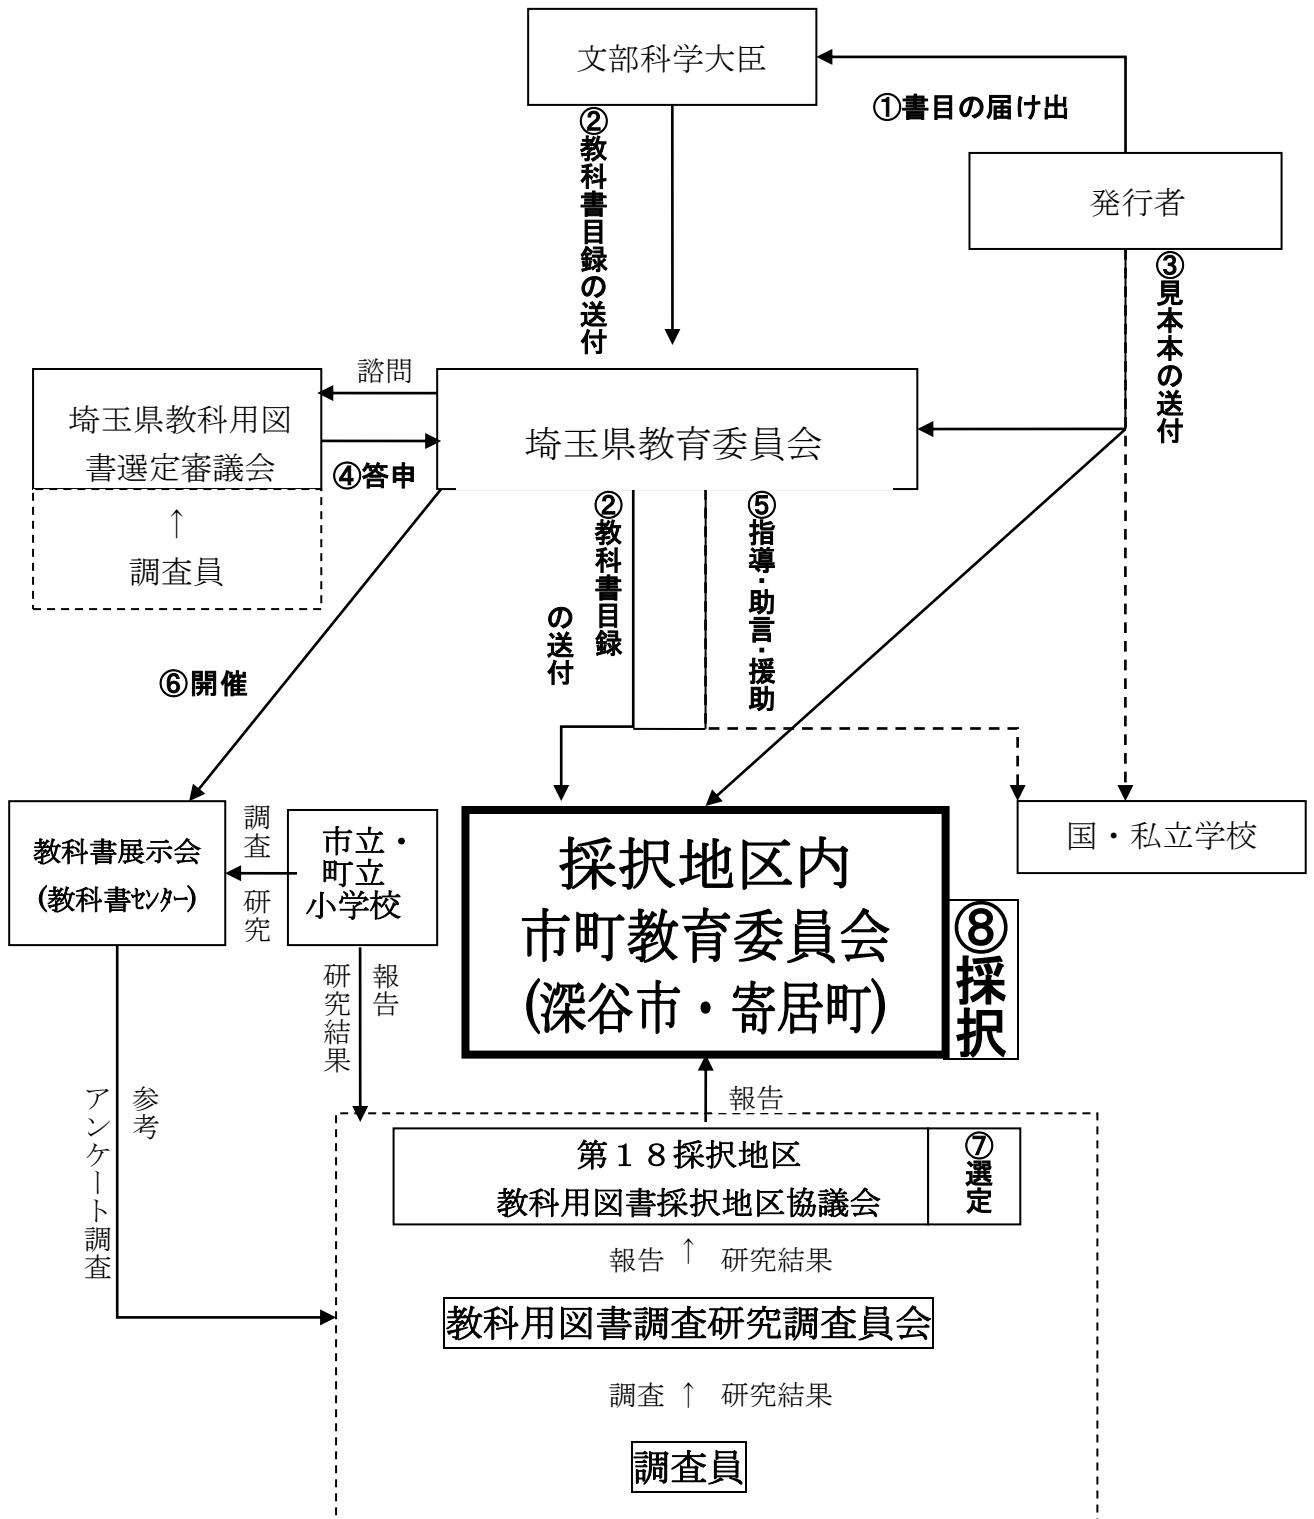 文部科学大臣
①書目の届け出
②教科書目録の送付
発行者
③見本本の送付
諮問
埼玉県教科用図
書選定審議会
④答申
埼玉県教育委員会
↑
調査員
②教科書目録
の送付
⑤指導・助言・援助
⑥開催
教科書展示会
(教科書ｾﾝﾀｰ)
調査
研究
市立・
町立
小学校
採択地区内
市町教育委員会
(深谷市・寄居町)
⑧採択
国・私立学校
報告
研究結果
参考
アンケート調査
報告
第１８採択地区
教科用図書採択地区協議会
⑦選定
報告 ↑ 研究結果
教科用図書調査研究調査員会
調査 ↑ 研究結果
調査員